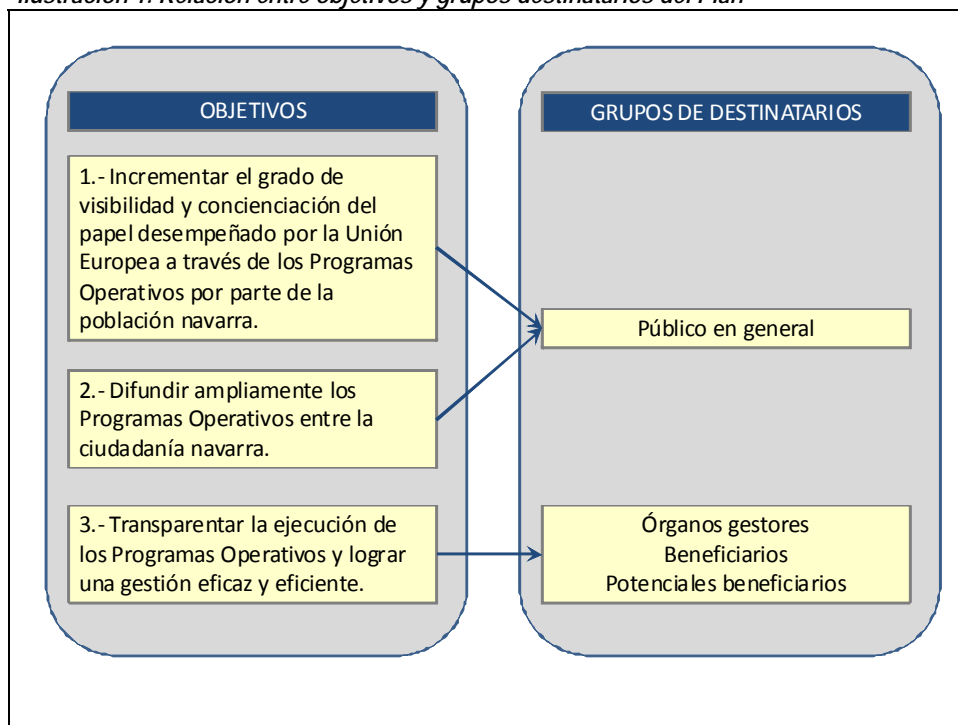 Ilustración 1: Relación entre objetivos y grupos destinatarios del Plan
OBJETIVOS
1.- Incrementar el grado de
visibilidad y concienciación del
papel desempeñado por la Unión
Europea a través de los Programas
Operativos por parte de la
población navarra.
2.- Difundir ampliamente los
Programas Operativos entre la
ciudadanía navarra.
3.- Transparentar la ejecución de
los Programas Operativos y lograr
una gestión eficaz y eficiente.
GRUPOS DE DESTINATARIOS
Público en general
Órganos gestores
Beneficiarios
Potenciales beneficiarios